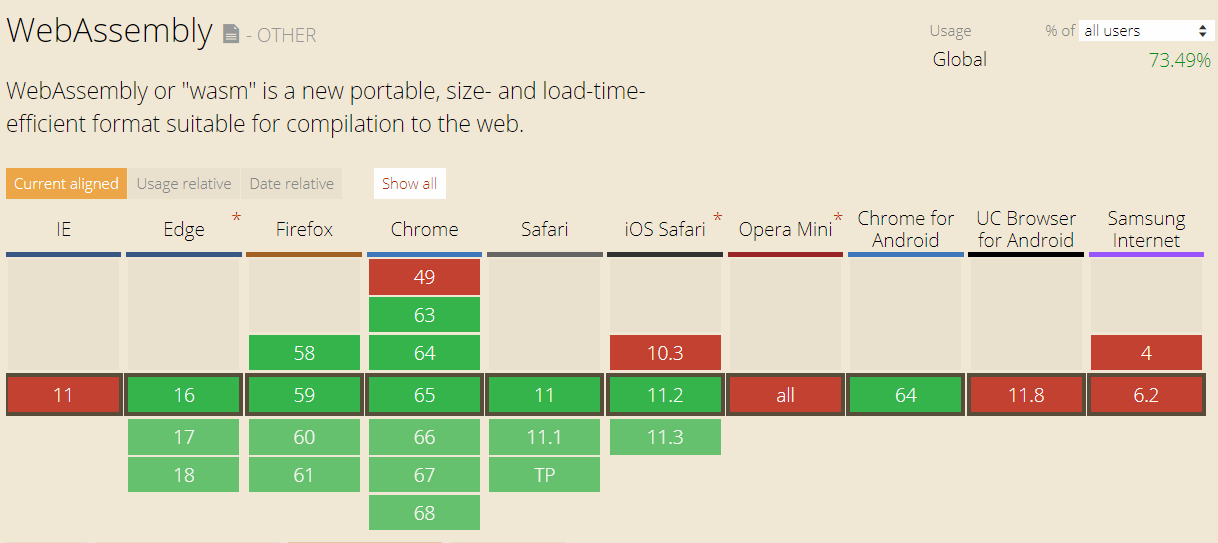 WebAssembly - OTHER
Usage % of all users
Global 73.49%
WebAssembly or "wasm" is a new portable, size- and load-time-
efficient format suitable for compilation to the web.
Current aligned Usage relative Date relative Show all
IE Edge * Firefox Chrome Safari iOS Safari * Opera Mini * Chrome for Android UC Browser for Android Samsung Internet
49
63
58 64 10.3 4
11 16 59 65 11 11.2 all 64 11.8 6.2
17 60 66 11.1 11.3
18 61 67 TP
68